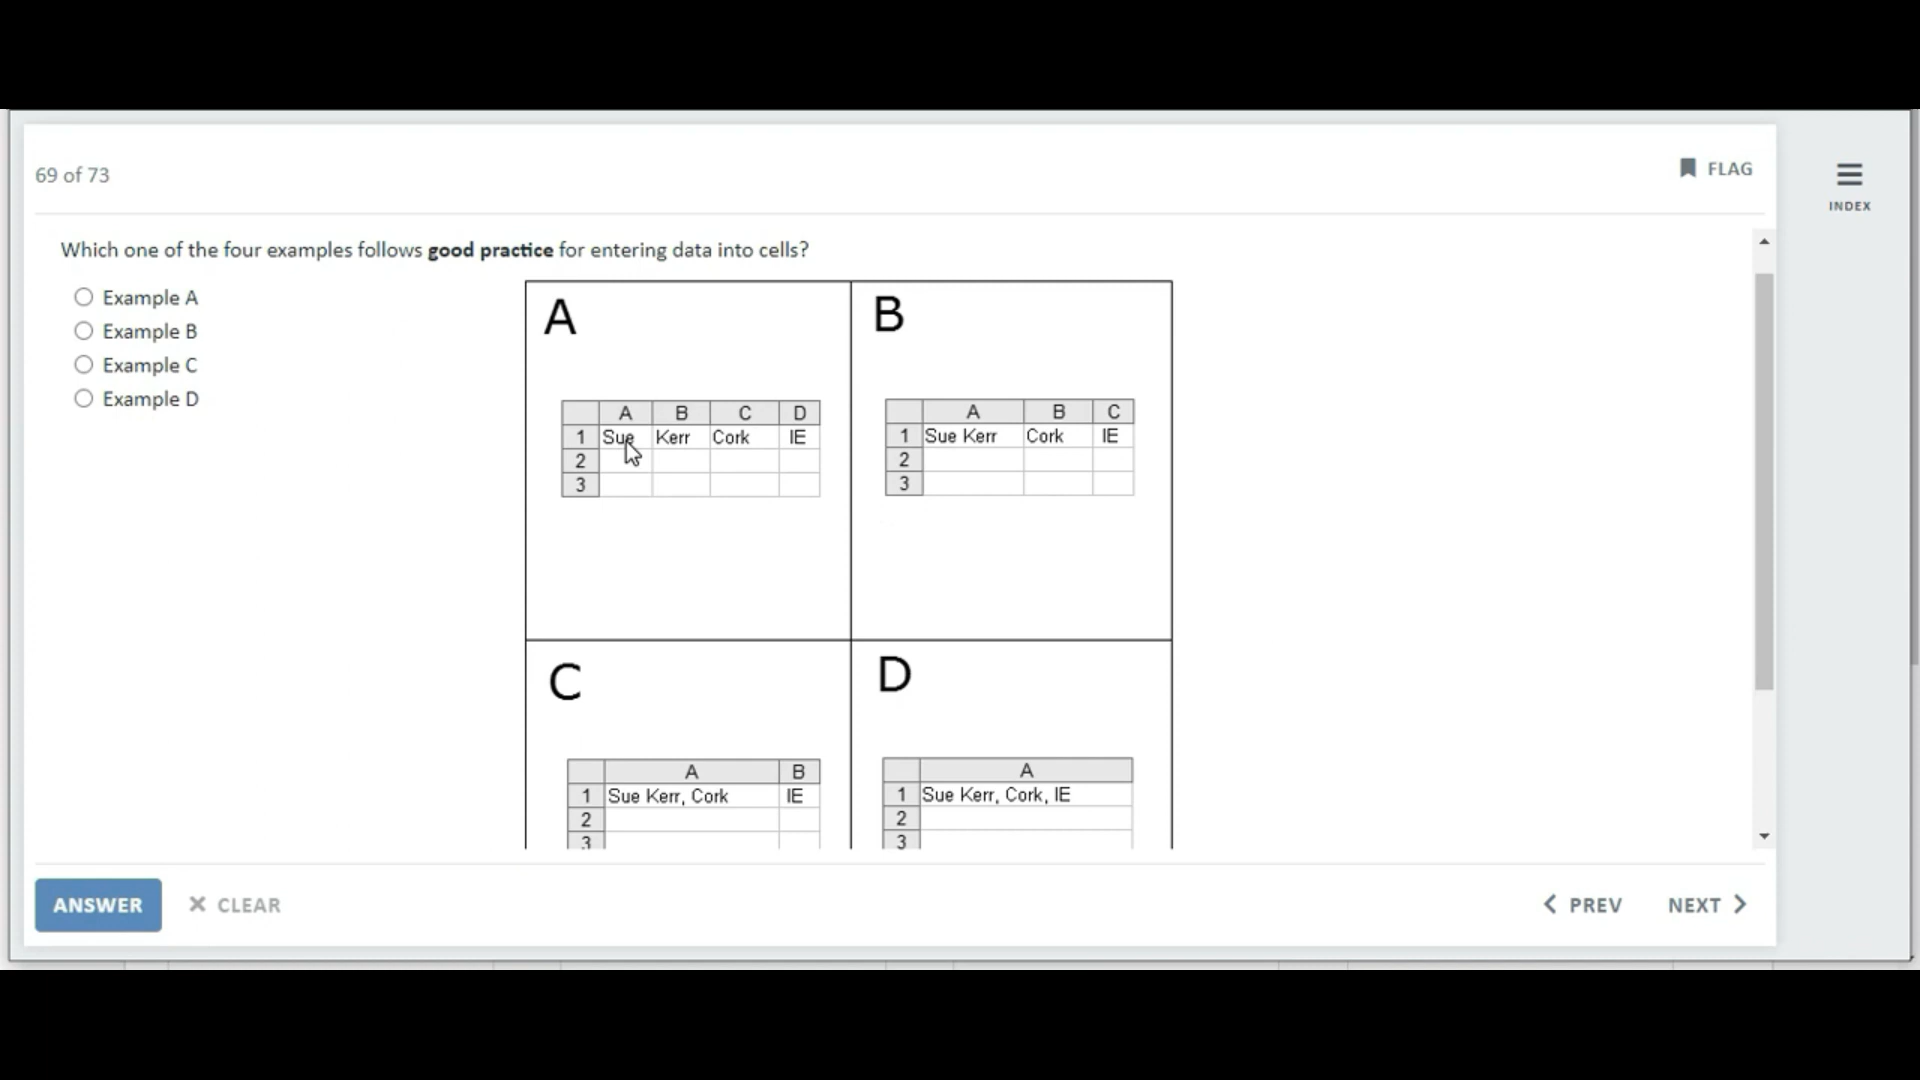 69 of 73
FLAG
INDEX
Which one of the four examples follows good practice for entering data into cells?
Example A
Example B
Example C
Example D
A
A B C D
1 Sue Kerr Cork IE
2
3
B
A B C
1 Sue Kerr Cork IE
2
3
C
A B
1 Sue Kerr, Cork IE
2
3
D
A
1 Sue Kerr, Cork, IE
2
3
ANSWER
CLEAR
PREV
NEXT